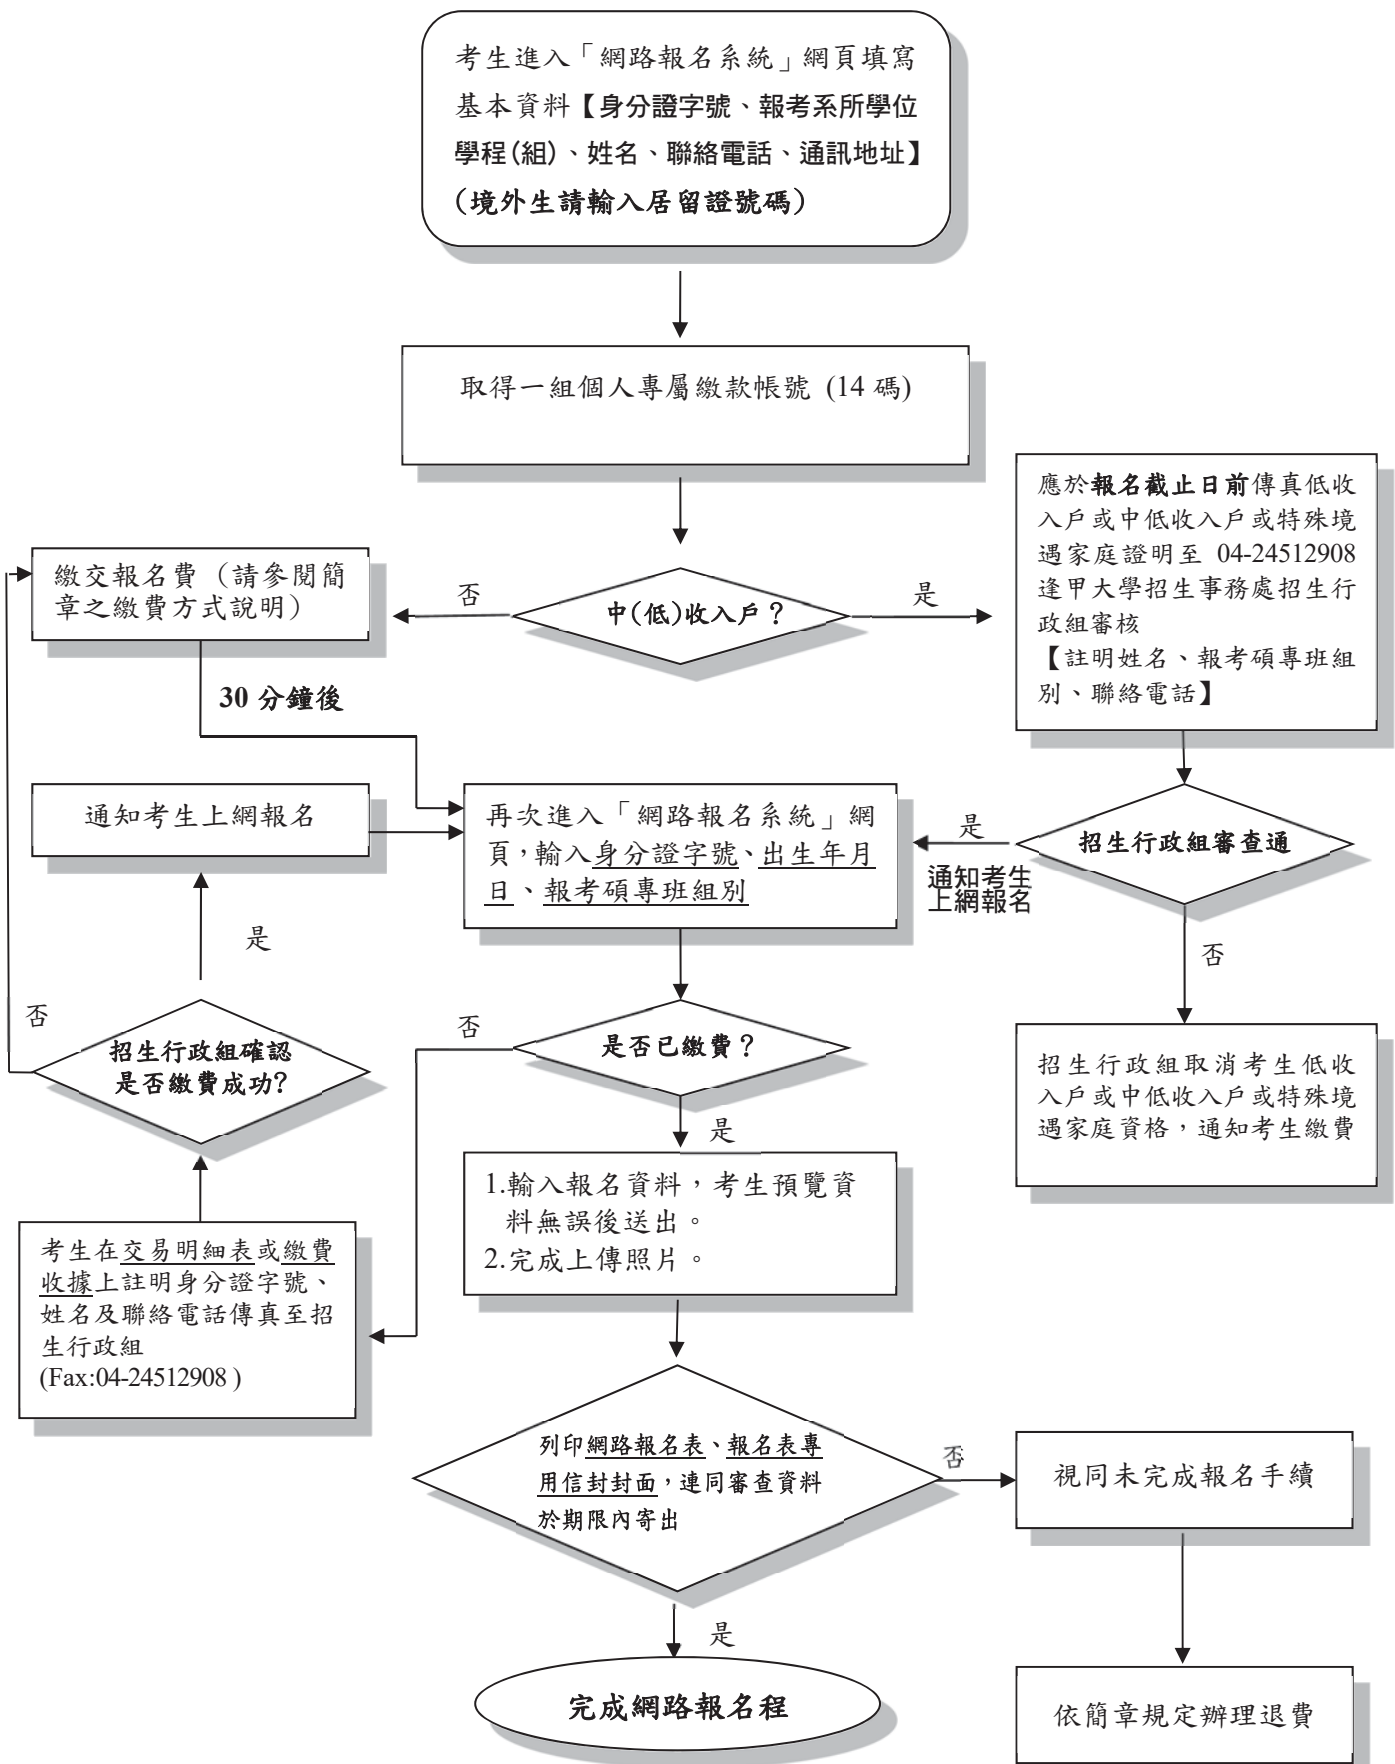 考生進入「網路報名系統」網頁填寫
基本資料【身分證字號、報考系所學位
學程(組)、姓名、聯絡電話、通訊地址】
(境外生請輸入居留證號碼)
取得一組個人專屬繳款帳號 (14 碼)
中(低)收入戶？
否
是
繳交報名費（請參閱簡
章之繳費方式說明）
30 分鐘後
應於報名截止日前傳真低收
入戶或中低收入戶或特殊境
遇家庭證明至 04-24512908
逢甲大學招生事務處招生行
政組審核
【註明姓名、報考碩專班組
別、聯絡電話】
通知考生上網報名
再次進入「網路報名系統」網
頁，輸入身分證字號、出生年月
日、報考碩專班組別
是
通知考生
上網報名
招生行政組審查通
否
招生行政組取消考生低收
入戶或中低收入戶或特殊境
遇家庭資格，通知考生繳費
是
否
招生行政組確認
是否繳費成功?
否
是否已繳費？
是
1.輸入報名資料，考生預覽資
料無誤後送出。
2.完成上傳照片。
考生在交易明細表或繳費
收據上註明身分證字號、
姓名及聯絡電話傳真至招
生行政組
(Fax:04-24512908 )
列印網路報名表、報名表專
用信封封面，連同審查資料
於期限內寄出
否
視同未完成報名手續
是
完成網路報名程
依簡章規定辦理退費